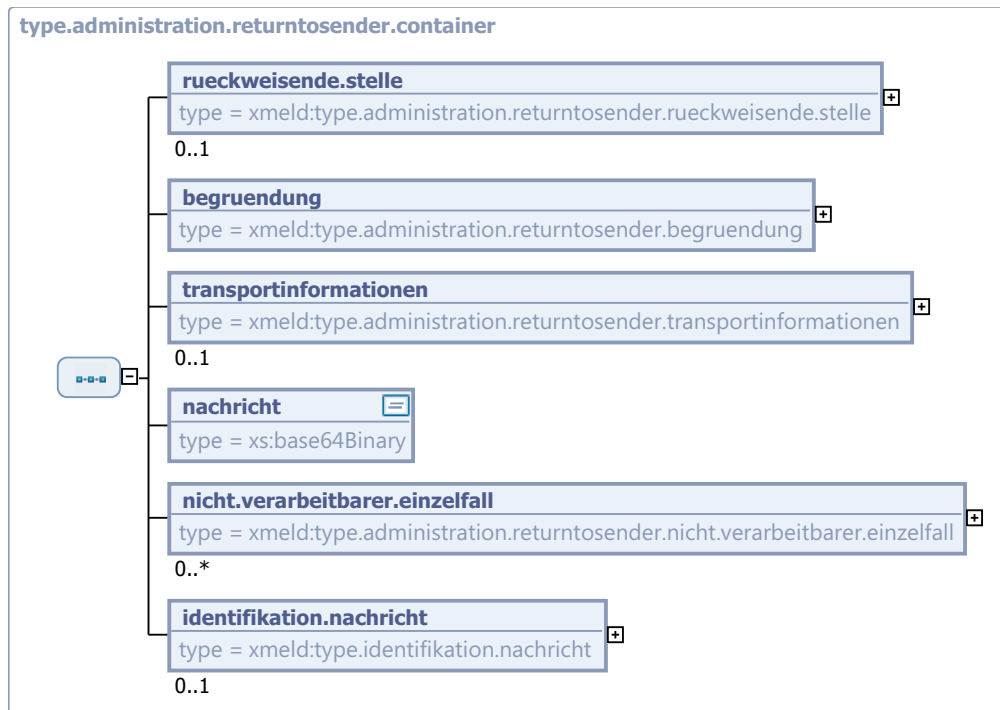 type.administration.returntosender.container
rueckweisende.stelle
type = xmeld:type.administration.returntosender.rueckweisende.stelle
0..1
begruendung
type = xmeld:type.administration.returntosender.begruendung
transportinformationen
type = xmeld:type.administration.returntosender.transportinformationen
0..1
nachricht
type = xs:base64Binary
nicht.verarbeitbarer.einzelfall
type = xmeld:type.administration.returntosender.nicht.verarbeitbarer.einzelfall
0..*
identifikation.nachricht
type = xmeld:type.identifikation.nachricht
0..1